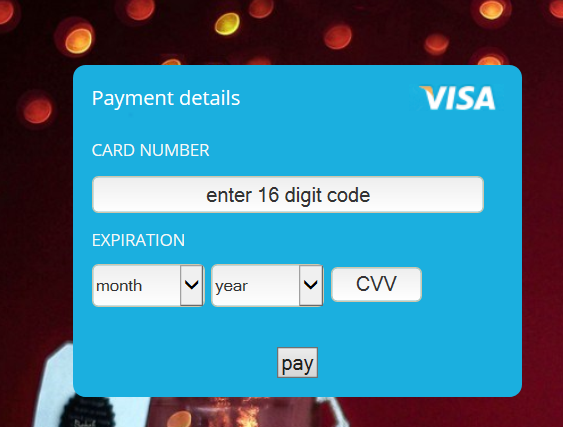 Payment details
VISA
CARD NUMBER
enter 16 digit code
EXPIRATION
month year CVV
pay